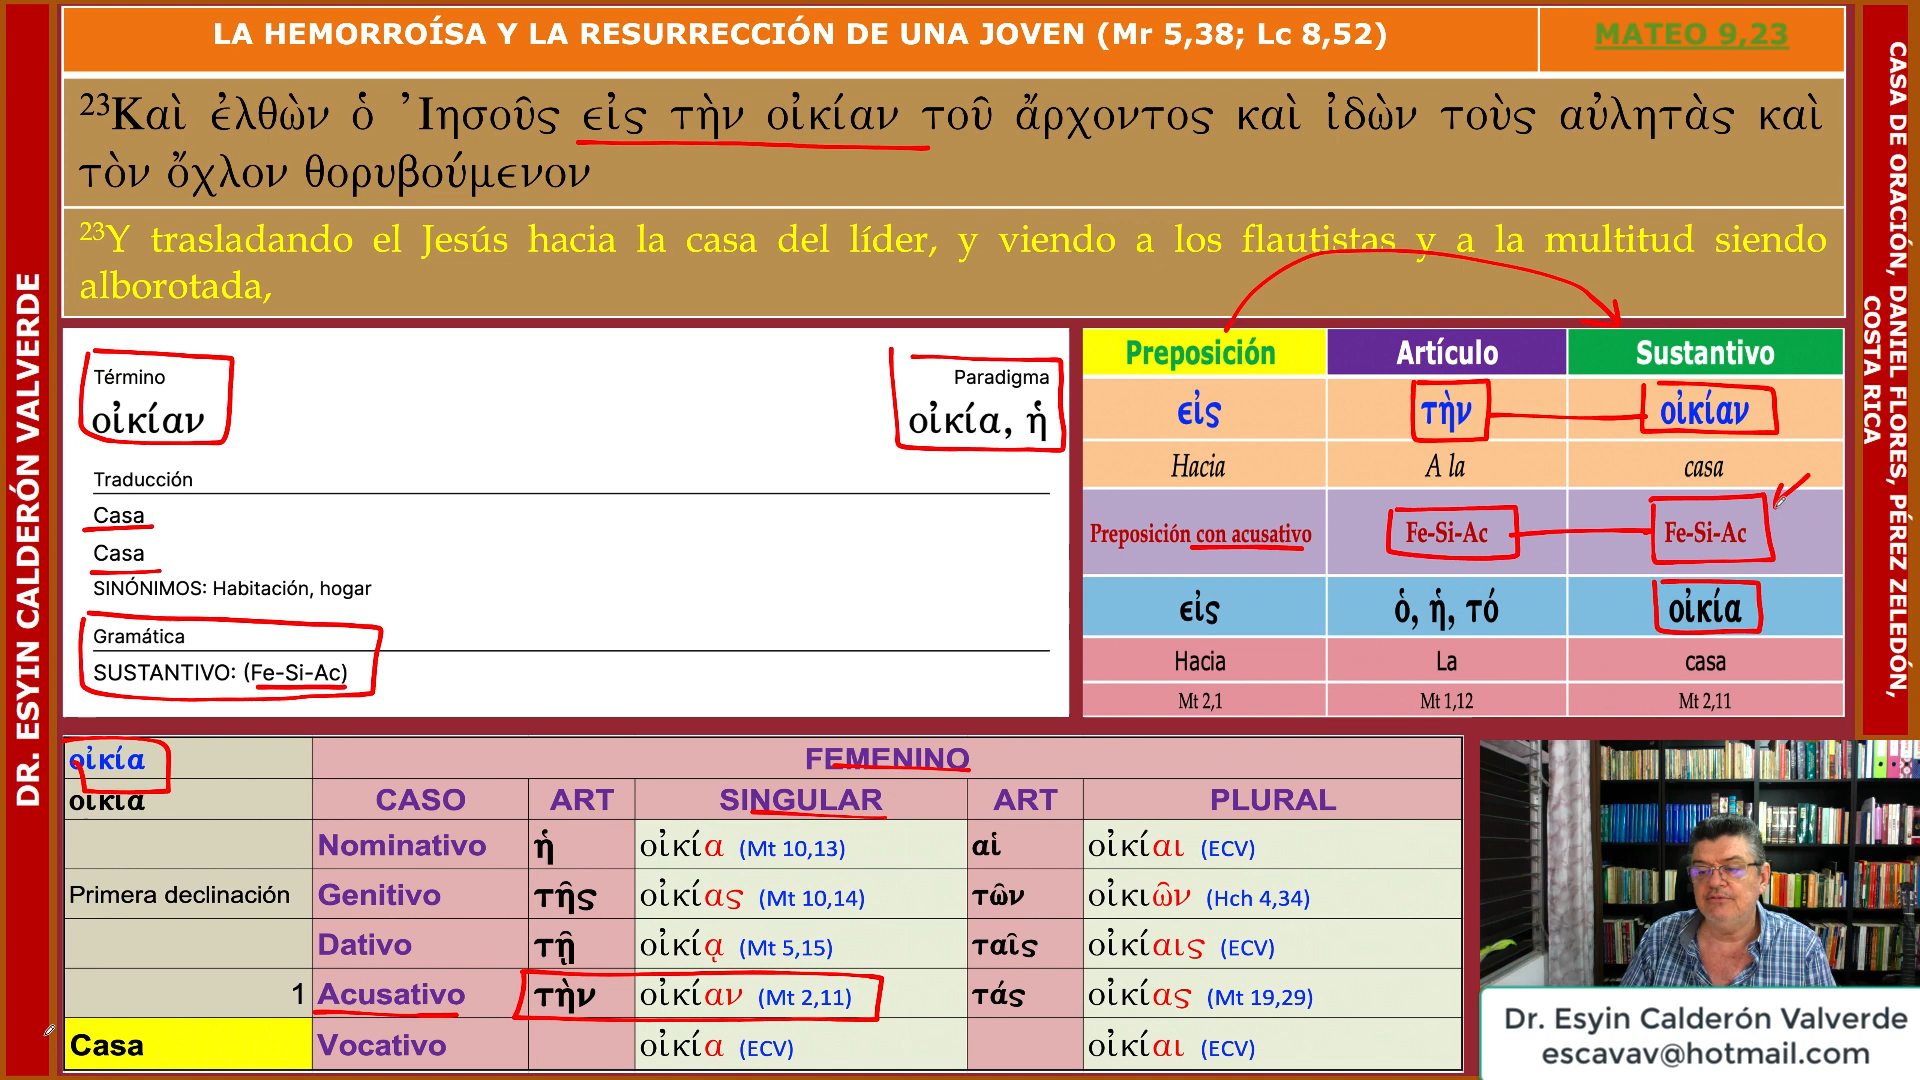 LA HEMORROÍSA Y LA RESURRECCIÓN DE UNA JOVEN (Mr 5,38; Lc 8,52)
MATEO 9,23
23Καὶ ἐλθὼν ὁ Ἰησοῦς εἰς τὴν οἰκίαν τοῦ ἄρχοντος καὶ ἰδὼν τοὺς αὐλητὰς καὶ
τὸν ὄχλον θορυβούμενον
23Y trasladando el Jesús hacia la casa del líder, y viendo a los flautistas y a la multitud siendo
alborotada,
DR. ESYIN CALDERÓN VALVERDE
CASA DE ORACIÓN, DANIEL FLORES, PÉREZ ZELEDÓN,
COSTA RICA
Término
Paradigma
οἰκίαν
οἰκία, ἡ
Traducción
Casa
Casa
SINÓNIMOS: Habitación, hogar
Gramática
SUSTANTIVO: (Fe-Si-Ac)
Preposición Artículo Sustantivo
εἰς τὴν οἰκίαν
Hacia A la casa
Preposición con acusativo Fe-Si-Ac Fe-Si-Ac
εἰς ὁ, ἡ, τό οἰκία
Hacia La casa
Mt 2,1 Mt 1,12 Mt 2,11
οἰκία FEMENINO
οἰκία CASO ART SINGULAR ART PLURAL
Nominativo ἡ οἰκία (Mt 10,13) αἱ οἰκίαι (ECV)
Primera declinación Genitivo τῆς οἰκίας (Mt 10,14) τῶν οἰκιῶν (Hch 4,34)
Dativo τῇ οἰκίᾳ (Mt 5,15) ταῖς οἰκίαις (ECV)
1 Acusativo τὴν οἰκίαν (Mt 2,11) τάς οἰκίας (Mt 19,29)
Casa Vocativo οἰκία (ECV) οἰκίαι (ECV)
Dr. Esyin Calderón Valverde
escavav@hotmail.com